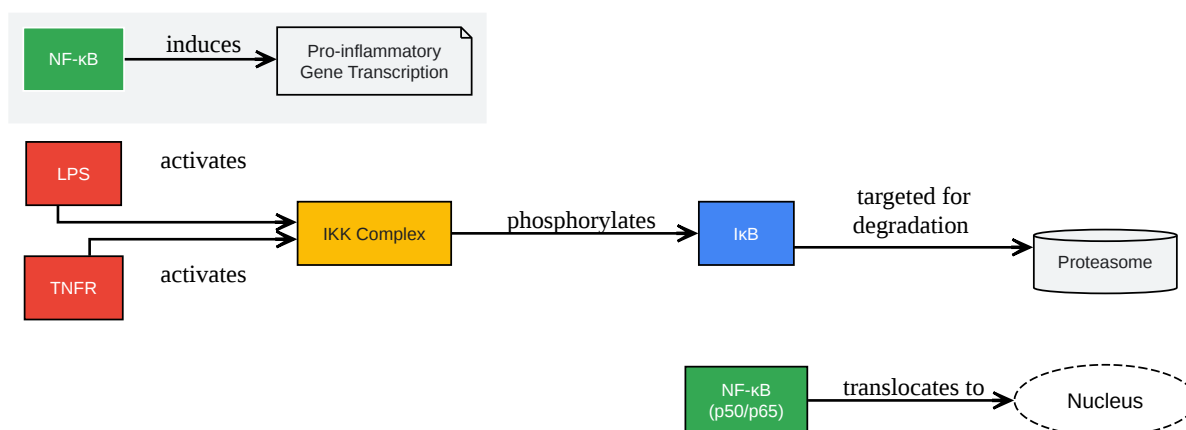 NF-κB
induces
Pro-inflammatory
Gene Transcription
LPS
activates
IKK Complex
phosphorylates
IκB
targeted for
degradation
Proteasome
TNFR
activates
NF-κB
(p50/p65)
translocates to
Nucleus